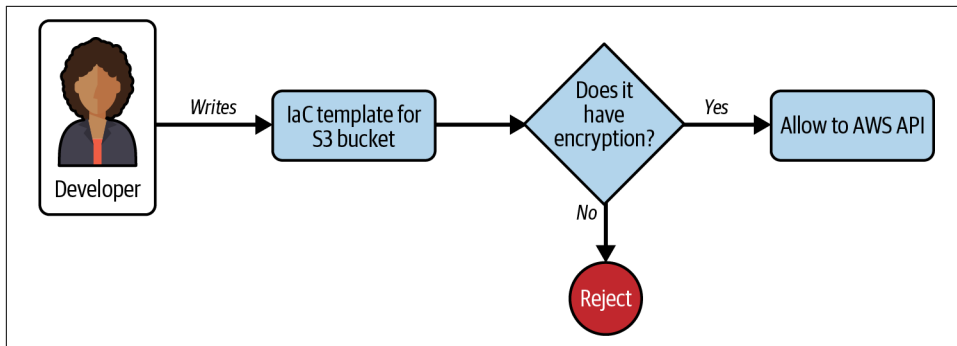 Developer
Writes
IaC template for
S3 bucket
Does it
have
encryption?
Yes
Allow to AWS API
No
Reject